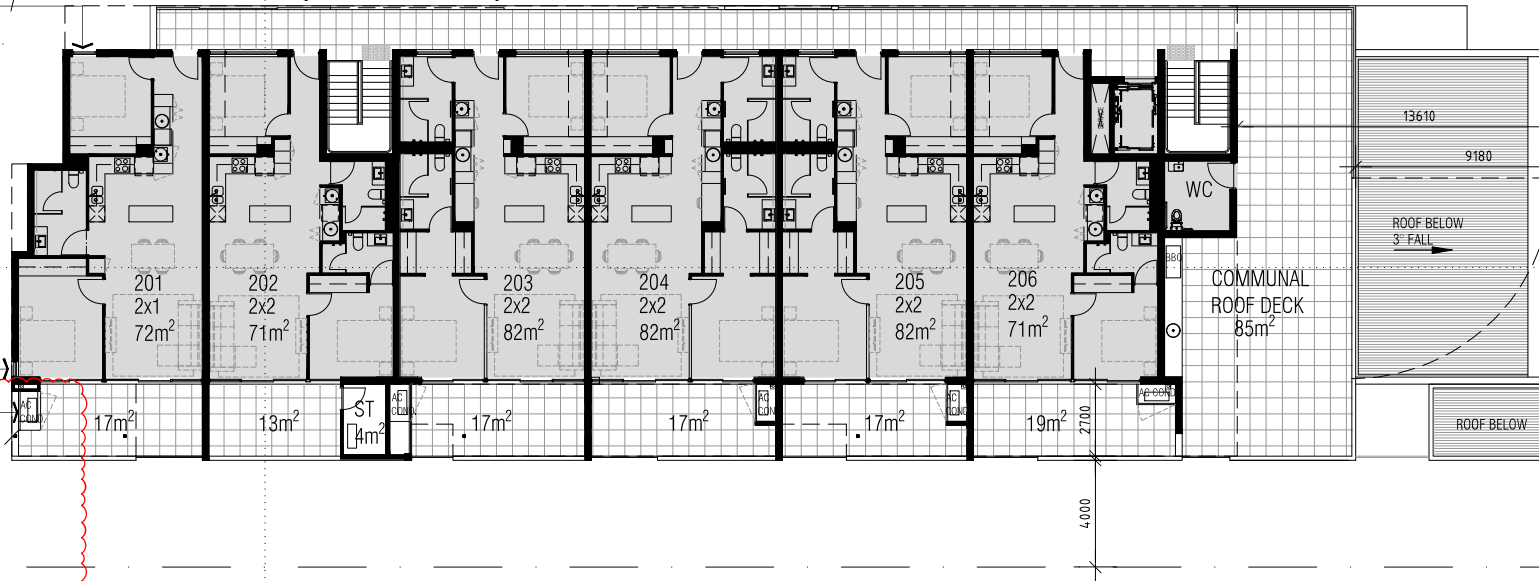 13610
9180
WC
ROOF BELOW
3° FALL
BBQ
COMMUNAL
ROOF DECK
85m²
201
2x1
72m²
202
2x2
71m²
203
2x2
82m²
204
2x2
82m²
205
2x2
82m²
206
2x2
71m²
AC
COND
17m²
13m²
ST
4m²
AC
COND
17m²
17m²
AC
CON
17m²
AC
COND
19m²
AC COND
2700
ROOF BELOW
4000